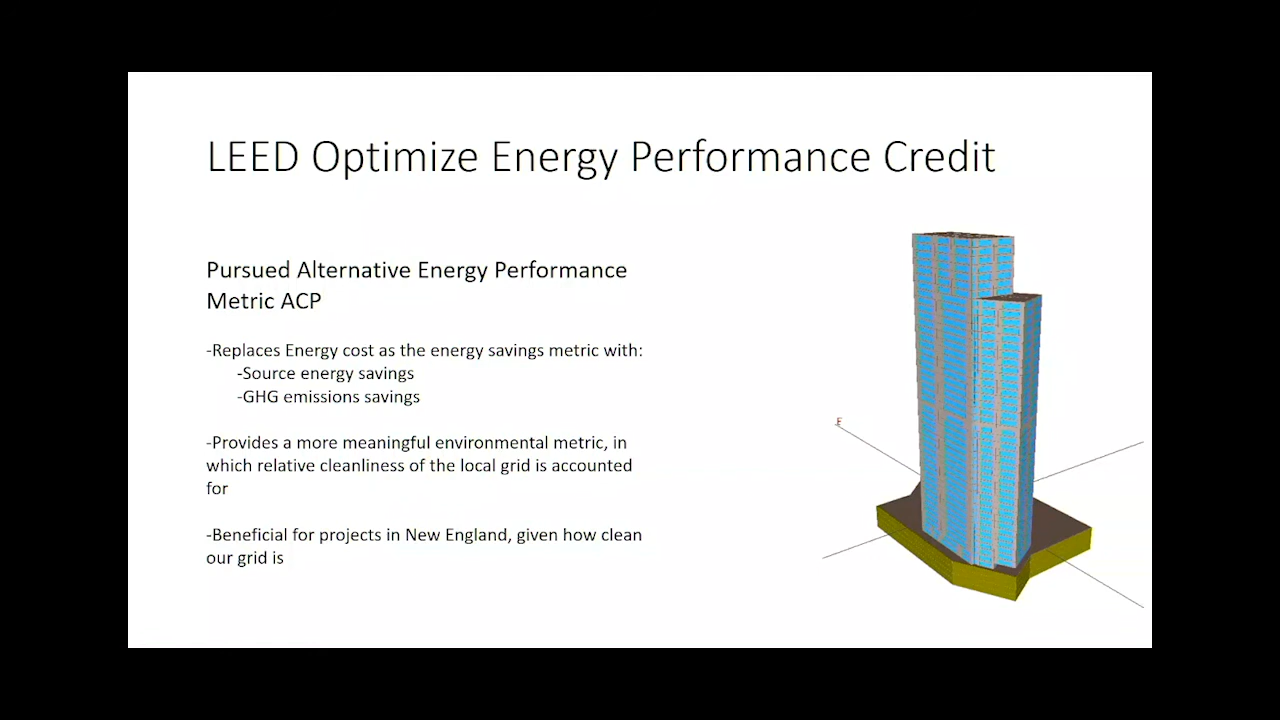 LEED Optimize Energy Performance Credit
Pursued Alternative Energy Performance
Metric ACP
-Replaces Energy cost as the energy savings metric with:
-Source energy savings
-GHG emissions savings
-Provides a more meaningful environmental metric, in
which relative cleanliness of the local grid is accounted
for
-Beneficial for projects in New England, given how clean
our grid is
E